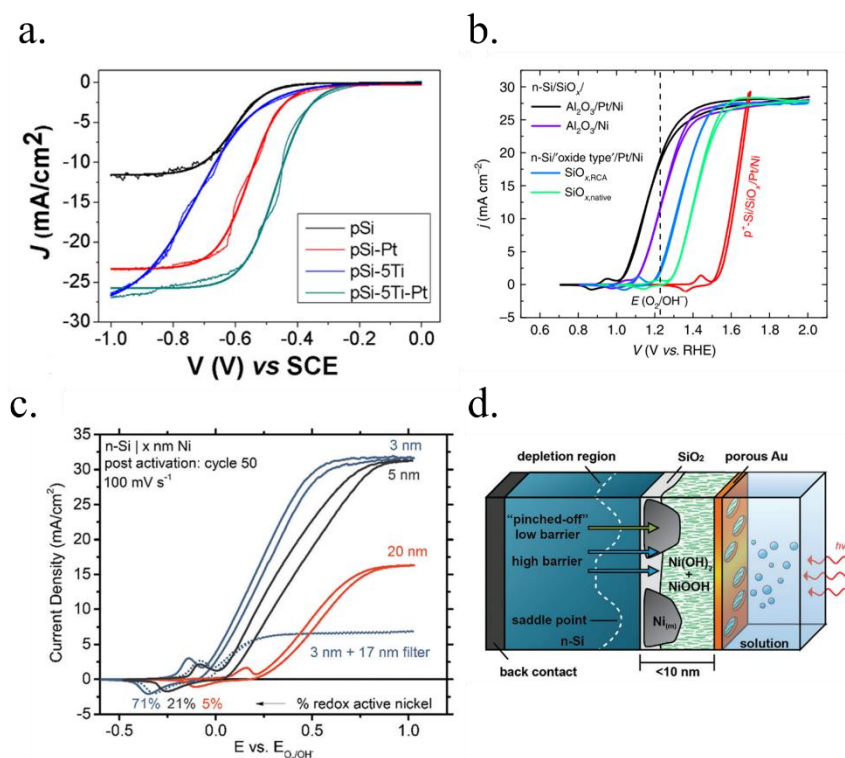 a.
0
-5
-10
-15
-20
-25
-30
J (mA/cm²)
pSi
pSi-Pt
pSi-5Ti
pSi-5Ti-Pt
-1.0 -0.8 -0.6 -0.4 -0.2 0.0
V (V) vs SCE
b.
30
25
20
15
10
5
0
-5
j (mA cm⁻²)
n-Si/SiOₓ/
Al₂O₃/Pt/Ni
Al₂O₃/Ni
n-Si/'oxide type'/Pt/Ni
SiOₓ,RCA
SiOₓ,native
p⁺-Si/SiOₓ/Pt/Ni
E (O₂/OH⁻)
0.6 0.8 1.0 1.2 1.4 1.6 1.8 2.0
V (V vs. RHE)
c.
35
30
25
20
15
10
5
0
Current Density (mA/cm²)
n-Si | x nm Ni
post activation: cycle 50
100 mV s⁻¹
3 nm
5 nm
20 nm
3 nm + 17 nm filter
71% 21% 5% ← % redox active nickel
-0.5 0.0 0.5 1.0
E vs. E O₂/OH⁻
d.
depletion region
SiO₂
porous Au
"pinched-off"
low barrier
high barrier
saddle point
n-Si
Ni(OH)₂
+
NiOOH
Ni(m)
hν
solution
back contact
<10 nm